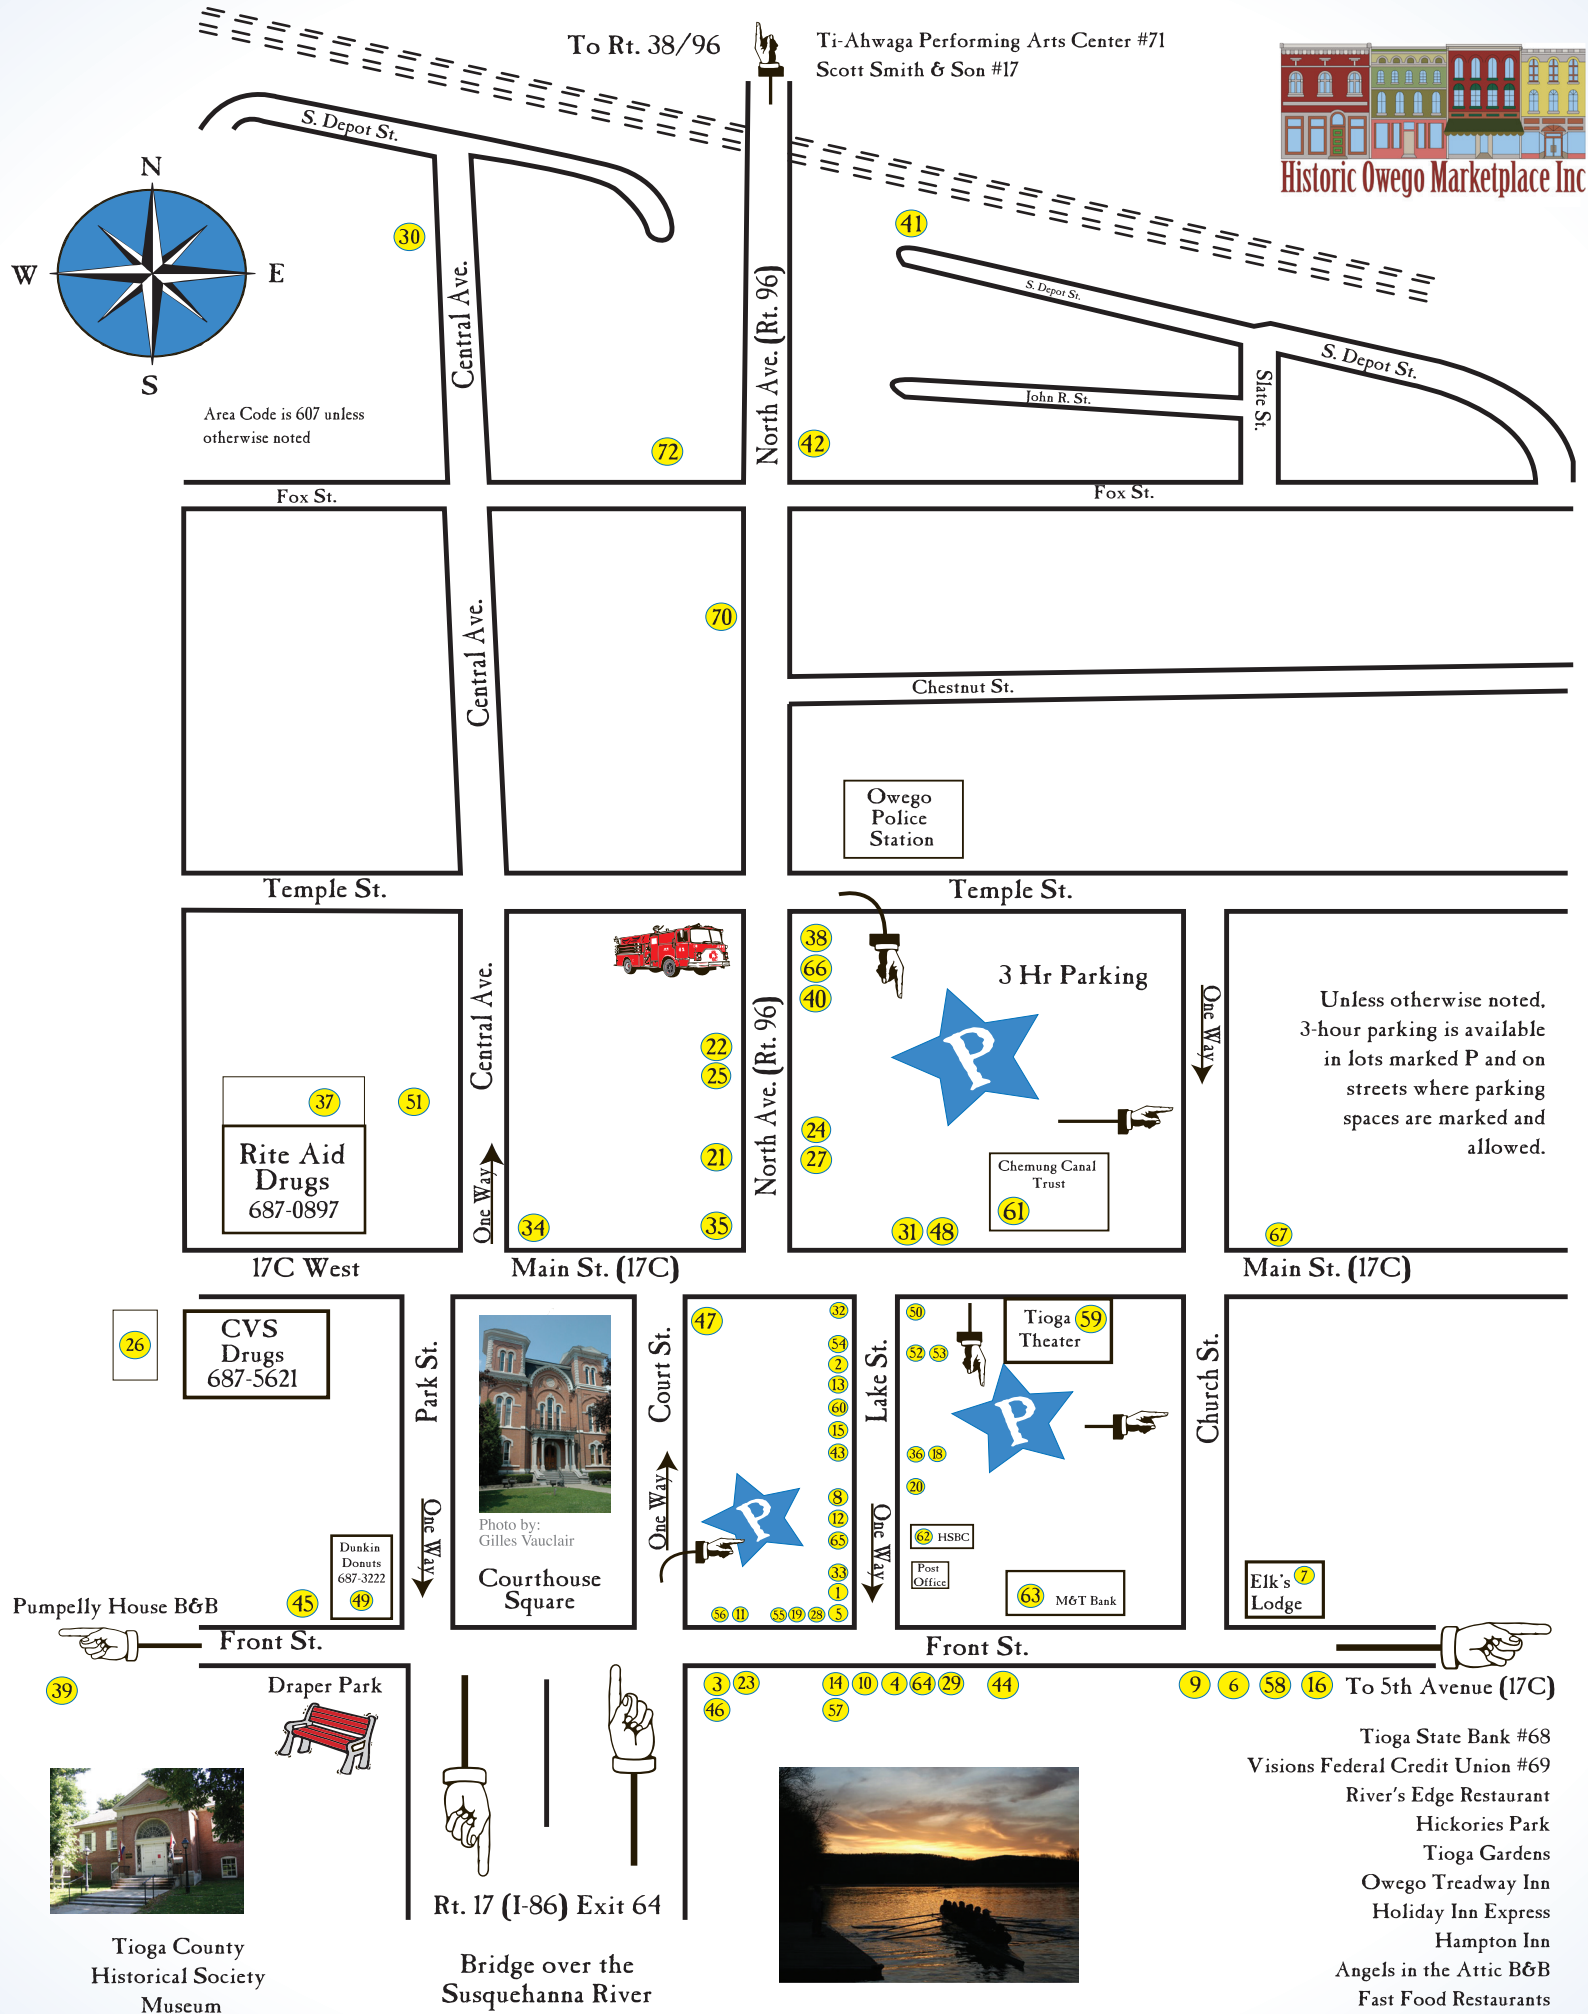 To Rt. 38/96
Ti-Ahwaga Performing Arts Center #71
Scott Smith & Son #17
Historic Owego Marketplace Inc
S. Depot St.
N
W
E
S
30
41
Central Ave.
North Ave. (Rt. 96)
S. Depot St.
S. Depot St.
John R. St.
Slate St.
Area Code is 607 unless
otherwise noted
72
42
Fox St.
Fox St.
70
Central Ave.
Chestnut St.
Owego
Police
Station
Temple St.
Temple St.
38
66
40
3 Hr Parking
P
One Way
Unless otherwise noted,
3-hour parking is available
in lots marked P and on
streets where parking
spaces are marked and
allowed.
Central Ave.
North Ave. (Rt. 96)
22
25
37
51
Rite Aid
Drugs
687-0897
One Way
21
24
27
Chemung Canal
Trust
61
34
35
31
48
67
17C West
Main St. (17C)
Main St. (17C)
26
CVS
Drugs
687-5621
Park St.
One Way
Photo by:
Gilles Vauclair
Courthouse
Square
Court St.
One Way
47
32
54
2
13
60
15
43
8
12
65
33
1
P
56
11
55
19
28
5
Lake St.
One Way
50
52
53
Tioga
Theater
59
P
36
18
20
62
HSBC
Post
Office
63
M&T Bank
Church St.
Elk's
Lodge
7
Dunkin
Donuts
687-3222
49
45
Pumpelly House B&B
Front St.
Front St.
39
Draper Park
3
23
46
14
10
4
64
29
57
44
9
6
58
16
To 5th Avenue (17C)
Tioga State Bank #68
Visions Federal Credit Union #69
River's Edge Restaurant
Hickories Park
Tioga Gardens
Owego Treadway Inn
Holiday Inn Express
Hampton Inn
Angels in the Attic B&B
Fast Food Restaurants
Rt. 17 (I-86) Exit 64
Bridge over the
Susquehanna River
Tioga County
Historical Society
Museum